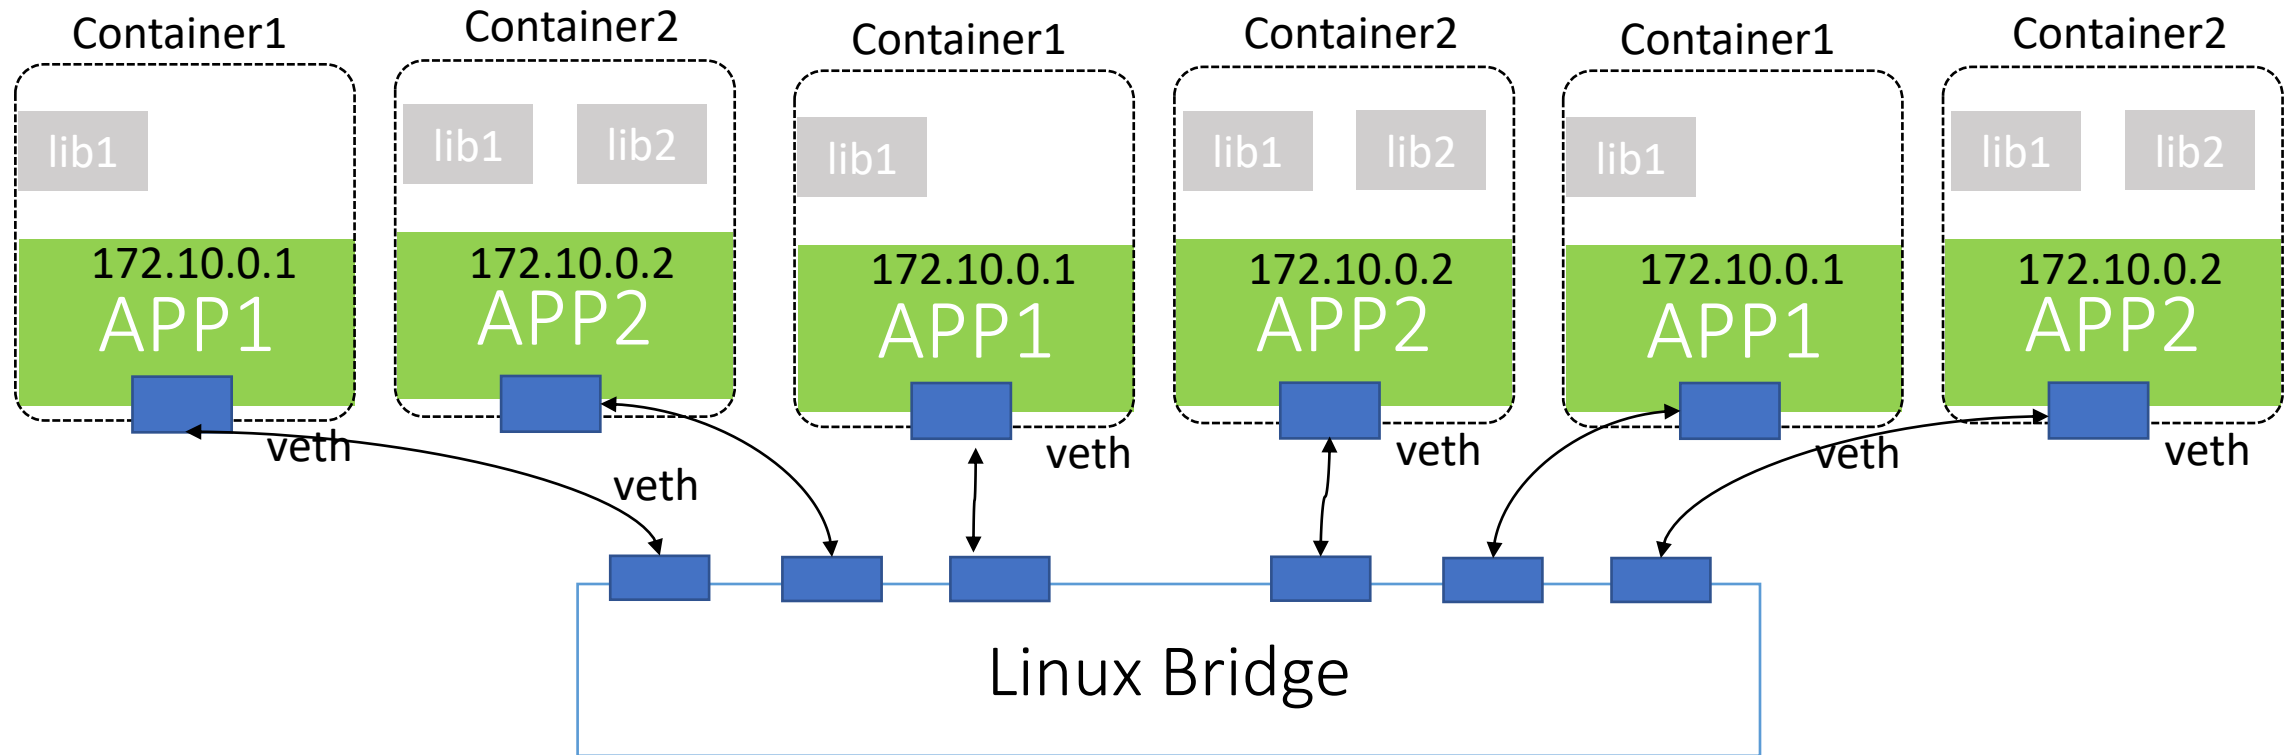 Container1
lib1
172.10.0.1
APP1
veth
Container2
lib1
lib2
172.10.0.2
APP2
veth
Container1
lib1
172.10.0.1
APP1
veth
Container2
lib1
lib2
172.10.0.2
APP2
veth
Container1
lib1
172.10.0.1
APP1
veth
Container2
lib1
lib2
172.10.0.2
APP2
veth
Linux Bridge